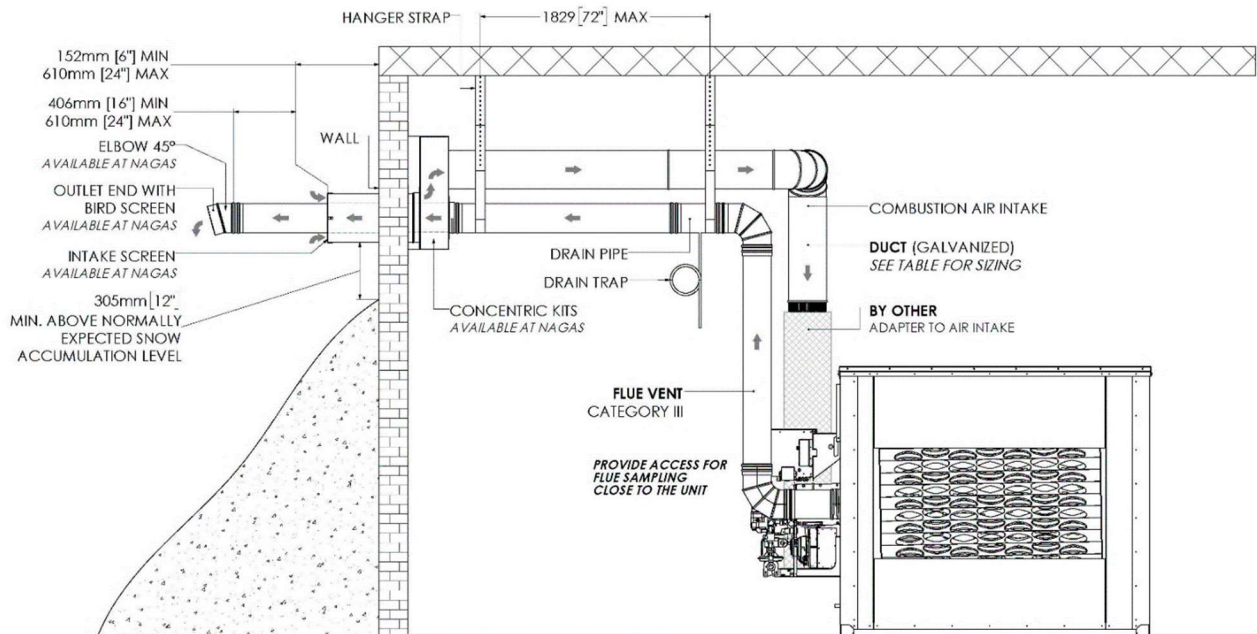 HANGER STRAP
1829 [72"] MAX
152mm [6"] MIN
610mm [24"] MAX
406mm [16"] MIN
610mm [24"] MAX
ELBOW 45°
AVAILABLE AT NAGAS
OUTLET END WITH
BIRD SCREEN
AVAILABLE AT NAGAS
INTAKE SCREEN
AVAILABLE AT NAGAS
305mm[12"
MIN. ABOVE NORMALLY
EXPECTED SNOW
ACCUMULATION LEVEL
WALL
DRAIN PIPE
DRAIN TRAP
CONCENTRIC KITS
AVAILABLE AT NAGAS
COMBUSTION AIR INTAKE
DUCT (GALVANIZED)
SEE TABLE FOR SIZING
BY OTHER
ADAPTER TO AIR INTAKE
FLUE VENT
CATEGORY III
PROVIDE ACCESS FOR
FLUE SAMPLING
CLOSE TO THE UNIT